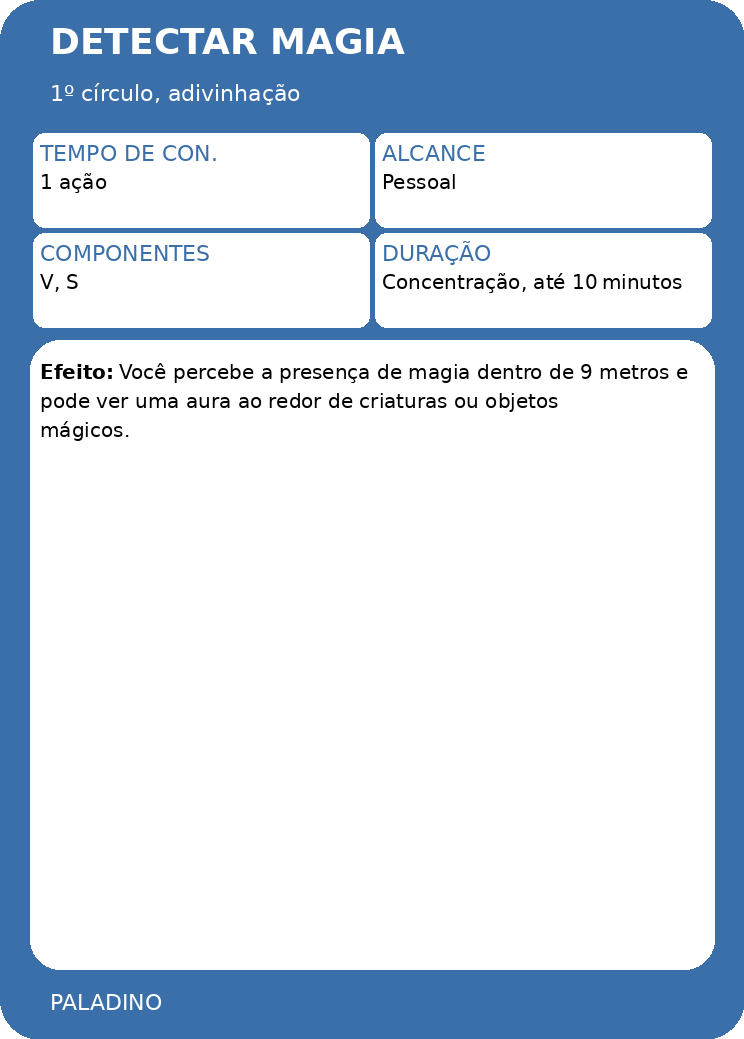 DETECTAR MAGIA
1º círculo, adivinhação
TEMPO DE CON.
1 ação
ALCANCE
Pessoal
COMPONENTES
V, S
DURAÇÃO
Concentração, até 10 minutos
Efeito: Você percebe a presença de magia dentro de 9 metros e
pode ver uma aura ao redor de criaturas ou objetos
mágicos.
PALADINO